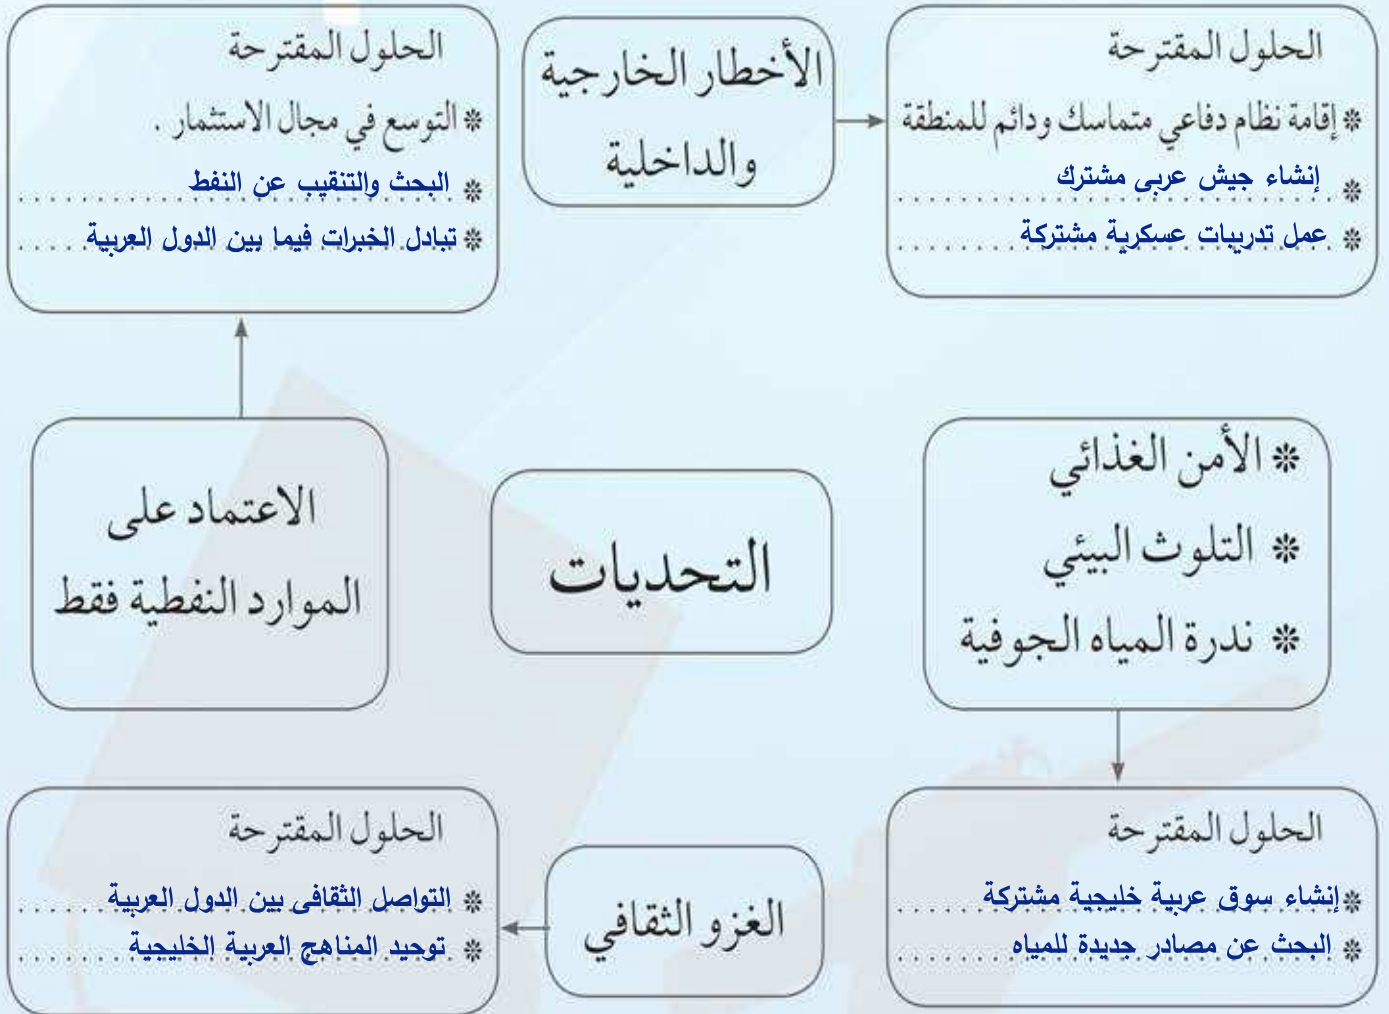 الأخطار الخارجية
والداخلية
الحلول المقترحة
* إقامة نظام دفاعي متماسك ودائم للمنطقة
* إنشاء جيش عربى مشترك
* عمل تدريبات عسكرية مشتركة
الحلول المقترحة
* التوسع في مجال الاستثمار .
* البحث والتنقيب عن النفط
* تبادل الخبرات فيما بين الدول العربية
* الأمن الغذائي
* التلوث البيئي
* ندرة المياه الجوفية
التحديات
الاعتماد على
الموارد النفطية فقط
الحلول المقترحة
* إنشاء سوق عربية خليجية مشتركة
* البحث عن مصادر جديدة للمياه
الغزو الثقافي
الحلول المقترحة
* التواصل الثقافى بين الدول العربية
* توحيد المناهج العربية الخليجية